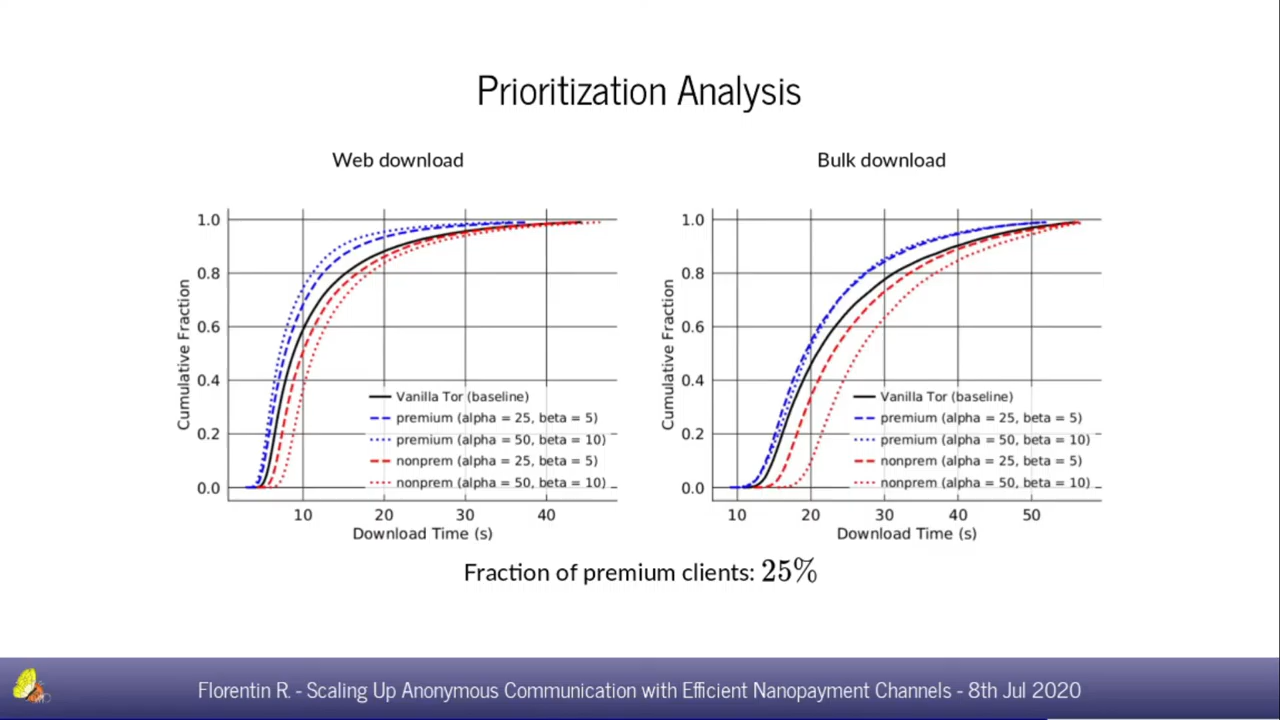 Prioritization Analysis
Web download
Bulk download
1.0
0.8
0.6
0.4
0.2
0.0
Cumulative Fraction
Vanilla Tor (baseline)
premium (alpha = 25, beta = 5)
premium (alpha = 50, beta = 10)
nonprem (alpha = 25, beta = 5)
nonprem (alpha = 50, beta = 10)
10 20 30 40
Download Time (s)
1.0
0.8
0.6
0.4
0.2
0.0
Cumulative Fraction
Vanilla Tor (baseline)
premium (alpha = 25, beta = 5)
premium (alpha = 50, beta = 10)
nonprem (alpha = 25, beta = 5)
nonprem (alpha = 50, beta = 10)
10 20 30 40 50
Download Time (s)
Fraction of premium clients: 25%
Florentin R. - Scaling Up Anonymous Communication with Efficient Nanopayment Channels - 8th Jul 2020